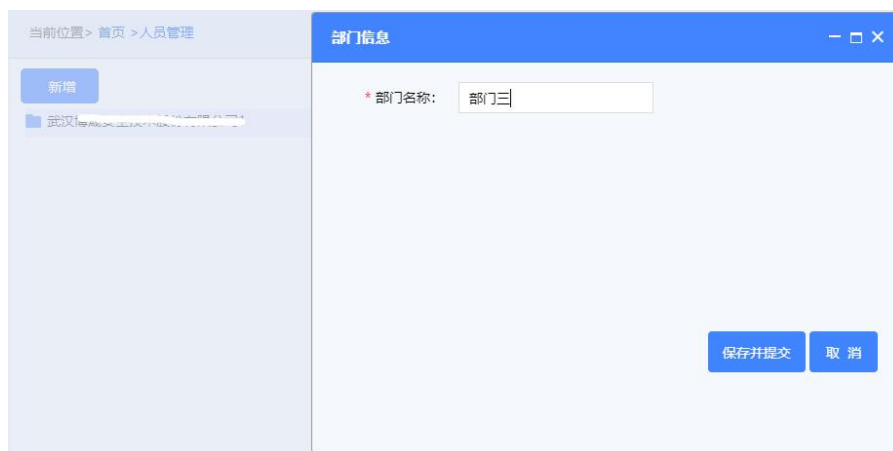 当前位置> 首页 >人员管理
新增
武汉
部门信息
* 部门名称：
部门三
保存并提交
取 消